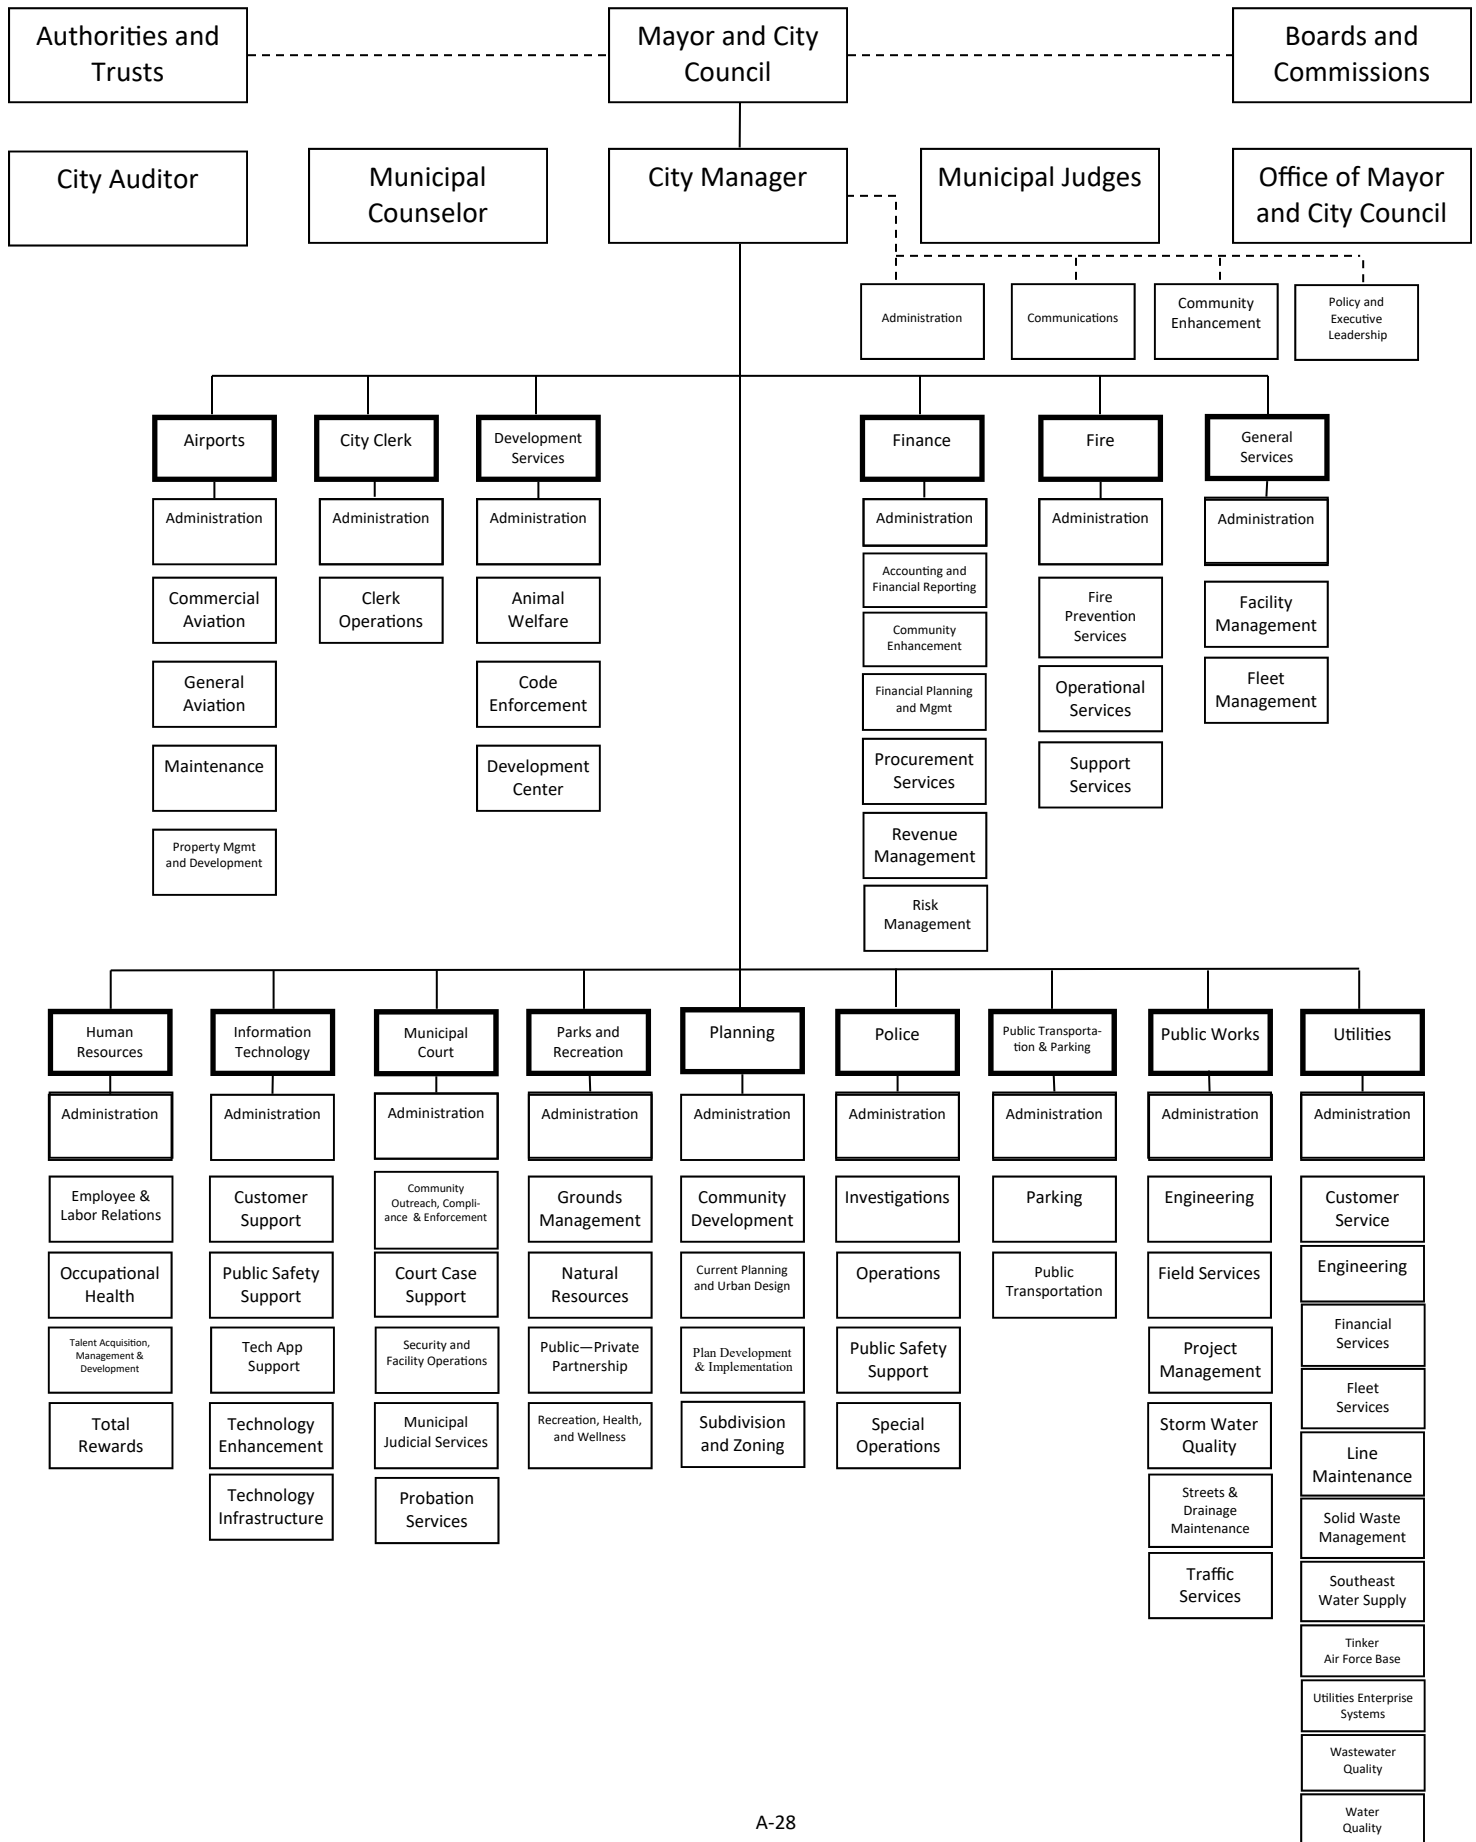 Authorities and
Trusts
Mayor and City
Council
Boards and
Commissions
City Auditor
Municipal
Counselor
City Manager
Municipal Judges
Office of Mayor
and City Council
Administration
Communications
Community
Enhancement
Policy and
Executive
Leadership
Airports
City Clerk
Development
Services
Finance
Fire
General
Services
Administration
Commercial
Aviation
General
Aviation
Maintenance
Property Mgmt
and Development
Administration
Clerk
Operations
Administration
Animal
Welfare
Code
Enforcement
Development
Center
Administration
Accounting and
Financial Reporting
Community
Enhancement
Financial Planning
and Mgmt
Procurement
Services
Revenue
Management
Risk
Management
Administration
Fire
Prevention
Services
Operational
Services
Support
Services
Administration
Facility
Management
Fleet
Management
Human
Resources
Information
Technology
Municipal
Court
Parks and
Recreation
Planning
Police
Public Transporta-
tion & Parking
Public Works
Utilities
Administration
Employee &
Labor Relations
Occupational
Health
Talent Acquisition,
Management &
Development
Total
Rewards
Administration
Customer
Support
Public Safety
Support
Tech App
Support
Technology
Enhancement
Technology
Infrastructure
Administration
Community
Outreach, Compli-
ance & Enforcement
Court Case
Support
Security and
Facility Operations
Municipal
Judicial Services
Probation
Services
Administration
Grounds
Management
Natural
Resources
Public—Private
Partnership
Recreation, Health,
and Wellness
Administration
Community
Development
Current Planning
and Urban Design
Plan Development
& Implementation
Subdivision
and Zoning
Administration
Investigations
Operations
Public Safety
Support
Special
Operations
Administration
Parking
Public
Transportation
Administration
Engineering
Field Services
Project
Management
Storm Water
Quality
Streets &
Drainage
Maintenance
Traffic
Services
Administration
Customer
Service
Engineering
Financial
Services
Fleet
Services
Line
Maintenance
Solid Waste
Management
Southeast
Water Supply
Tinker
Air Force Base
Utilities Enterprise
Systems
Wastewater
Quality
Water
Quality
A-28